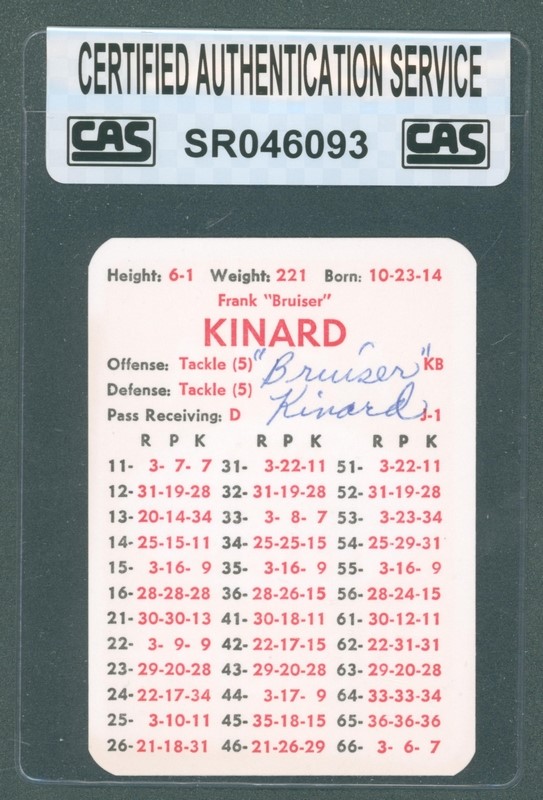 CERTIFIED AUTHENTICATION SERVICE
CAS SR046093 CAS
Height: 6-1 Weight: 221 Born: 10-23-14
Frank "Bruiser"
KINARD
Offense: Tackle (5) "Bruiser" KB
Defense: Tackle (5)
Pass Receiving: D Kinard J-1
R P K R P K R P K
11- 3- 7- 7 31- 3-22-11 51- 3-22-11
12- 31-19-28 32- 31-19-28 52- 31-19-28
13- 20-14-34 33- 3- 8- 7 53- 3-23-34
14- 25-15-11 34- 25-25-15 54- 25-29-31
15- 3-16- 9 35- 3-16- 9 55- 3-16- 9
16- 28-28-28 36- 28-26-15 56- 28-24-15
21- 30-30-13 41- 30-18-11 61- 30-12-11
22- 3- 9- 9 42- 22-17-15 62- 22-31-31
23- 29-20-28 43- 29-20-28 63- 29-20-28
24- 22-17-34 44- 3-17- 9 64- 33-33-34
25- 3-10-11 45- 35-18-15 65- 36-36-36
26- 21-18-31 46- 21-26-29 66- 3- 6- 7